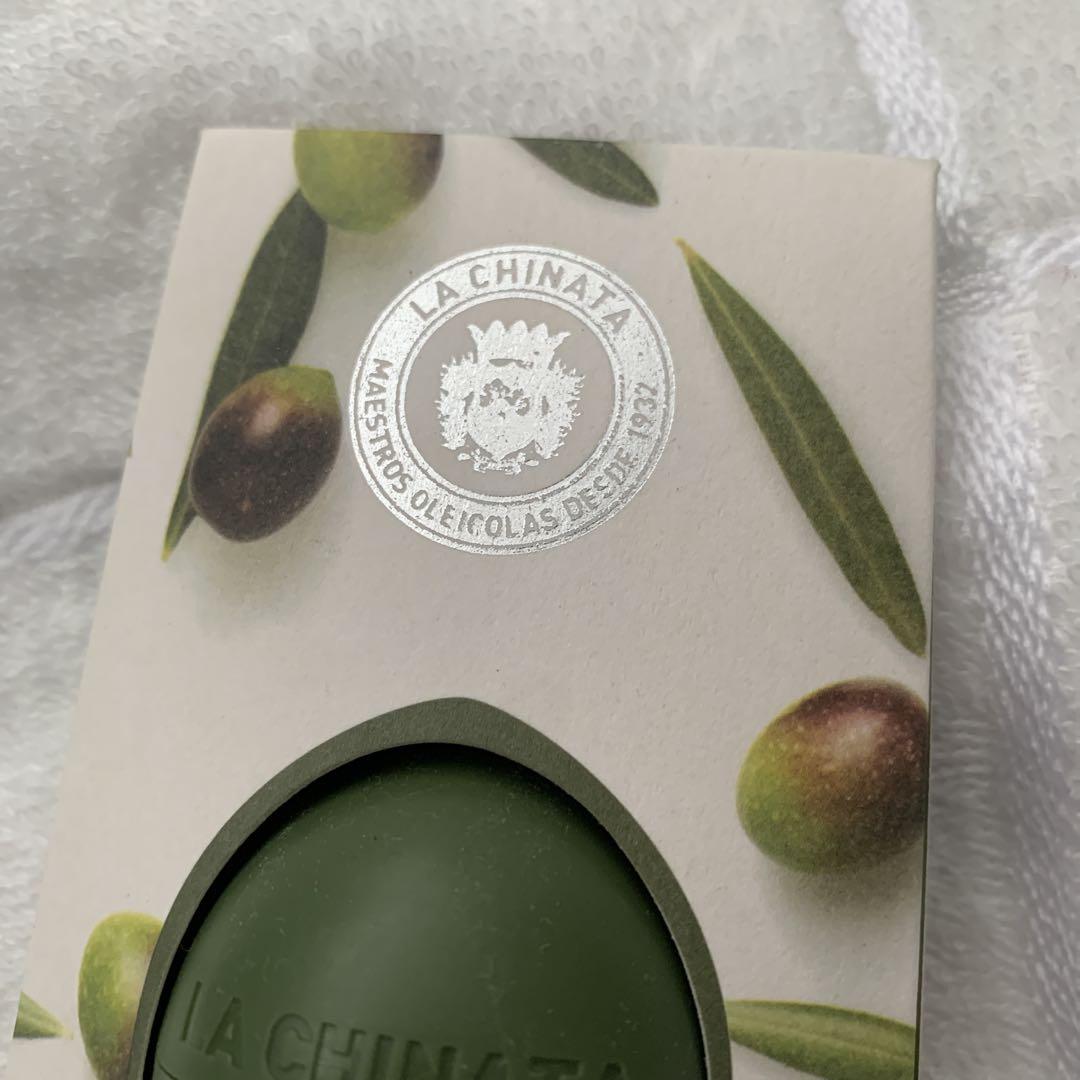 LA CHINATA
MAESTROS OLEICOLAS DESDE 1932
LA CHINATA